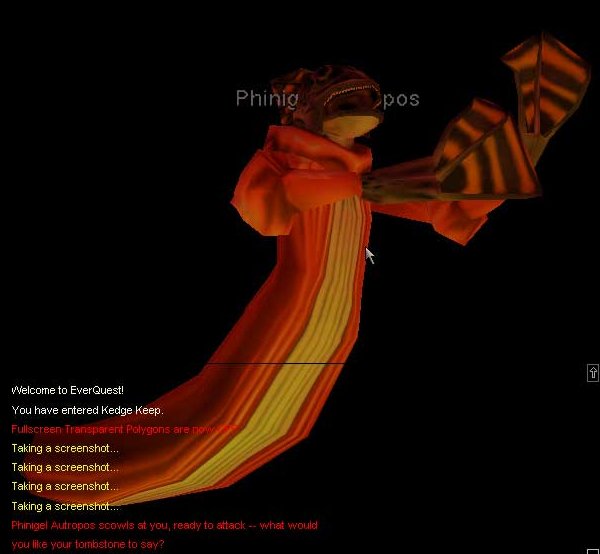 Phinig pos
Welcome to EverQuest!
You have entered Kedge Keep.
Fullscreen Transparent Polygons are now
Taking a screenshot...
Taking a screenshot...
Taking a screenshot...
Taking a screenshot...
Phinigel Autropos scowls at you, ready to attack -- what would
you like your tombstone to say?